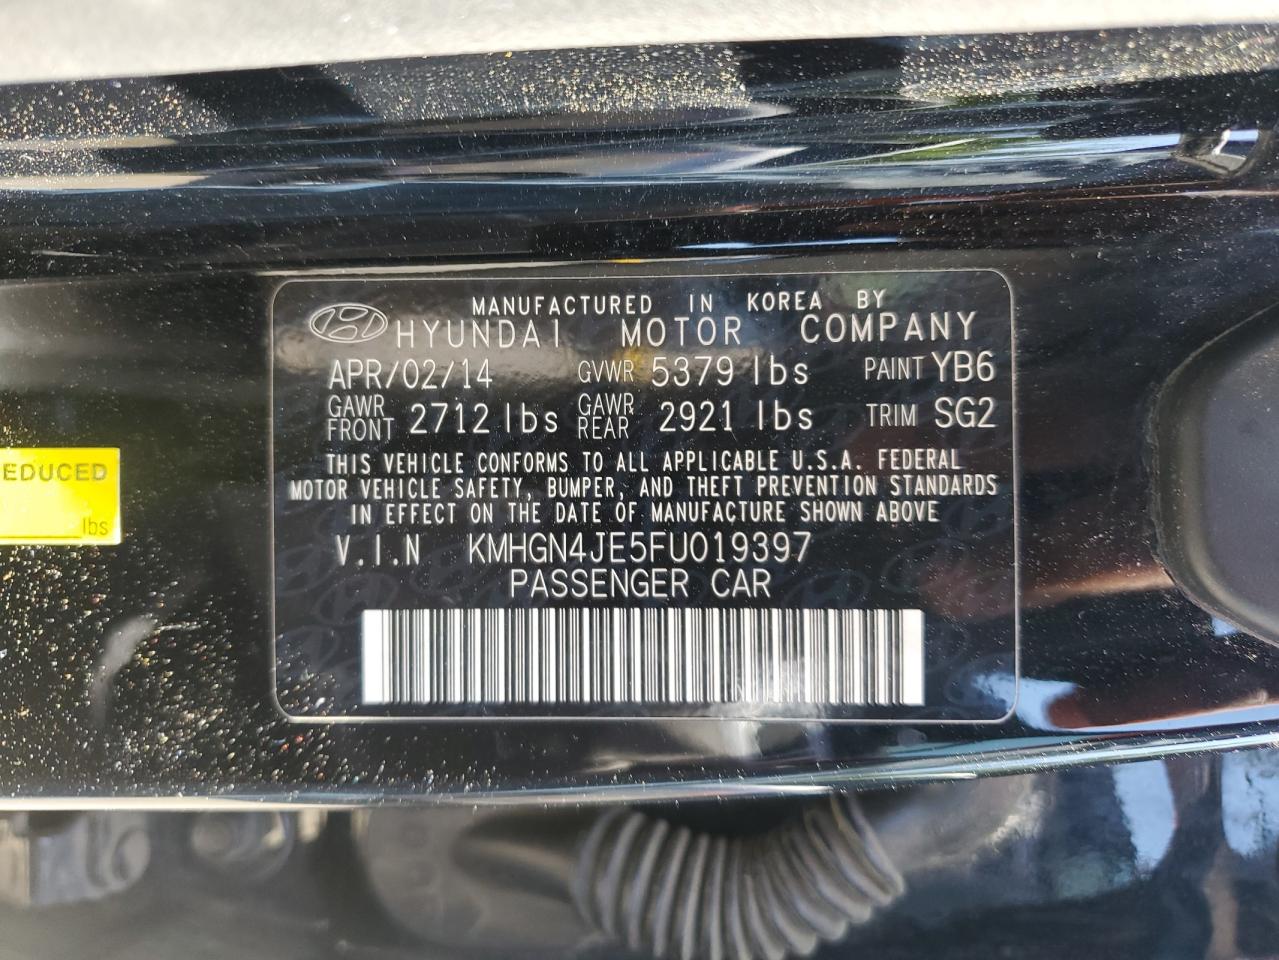 MANUFACTURED IN KOREA BY
HYUNDAI MOTOR COMPANY
APR/02/14 GVWR 5379 lbs PAINT YB6
GAWR FRONT 2712 lbs GAWR REAR 2921 lbs TRIM SG2
THIS VEHICLE CONFORMS TO ALL APPLICABLE U.S.A. FEDERAL
MOTOR VEHICLE SAFETY, BUMPER, AND THEFT PREVENTION STANDARDS
IN EFFECT ON THE DATE OF MANUFACTURE SHOWN ABOVE
V.I.N KMHGN4JE5FU019397
PASSENGER CAR
EDUCED
lbs